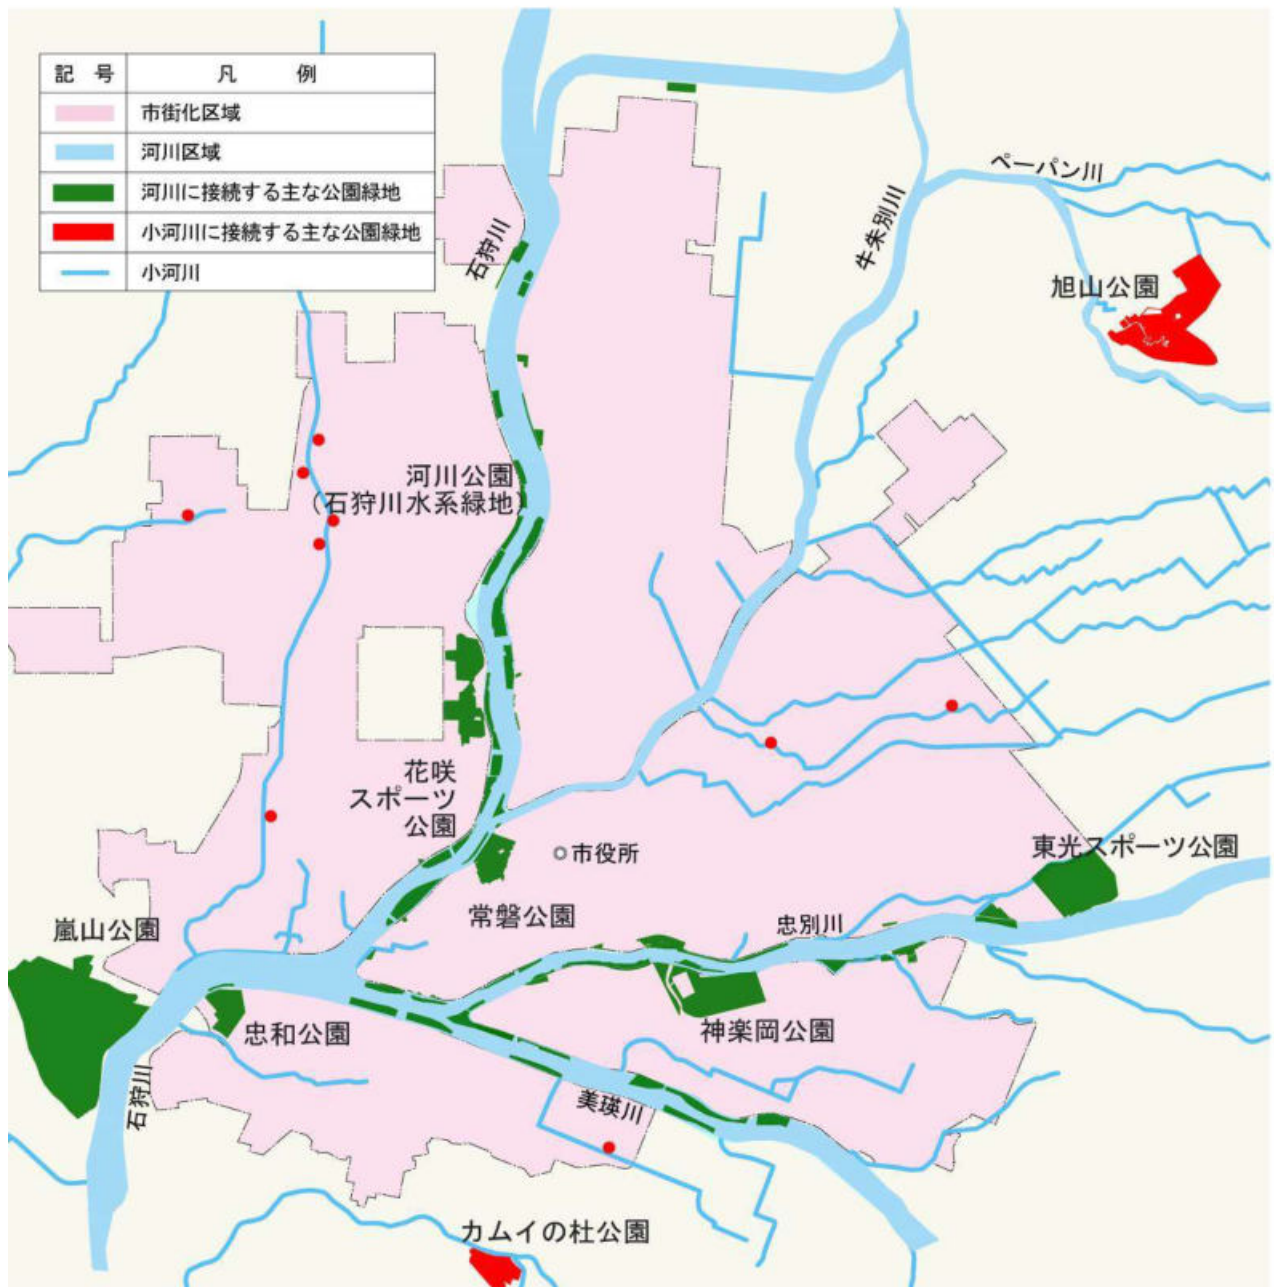 記 号 凡 例
市街化区域
河川区域
河川に接続する主な公園緑地
小河川に接続する主な公園緑地
小河川
石狩川
ペーパン川
牛朱別川
旭山公園
河川公園
(石狩川水系緑地)
花咲
スポーツ
公園
市役所
東光スポーツ公園
常磐公園
忠別川
嵐山公園
忠和公園
神楽岡公園
石狩川
美瑛川
カムイの杜公園